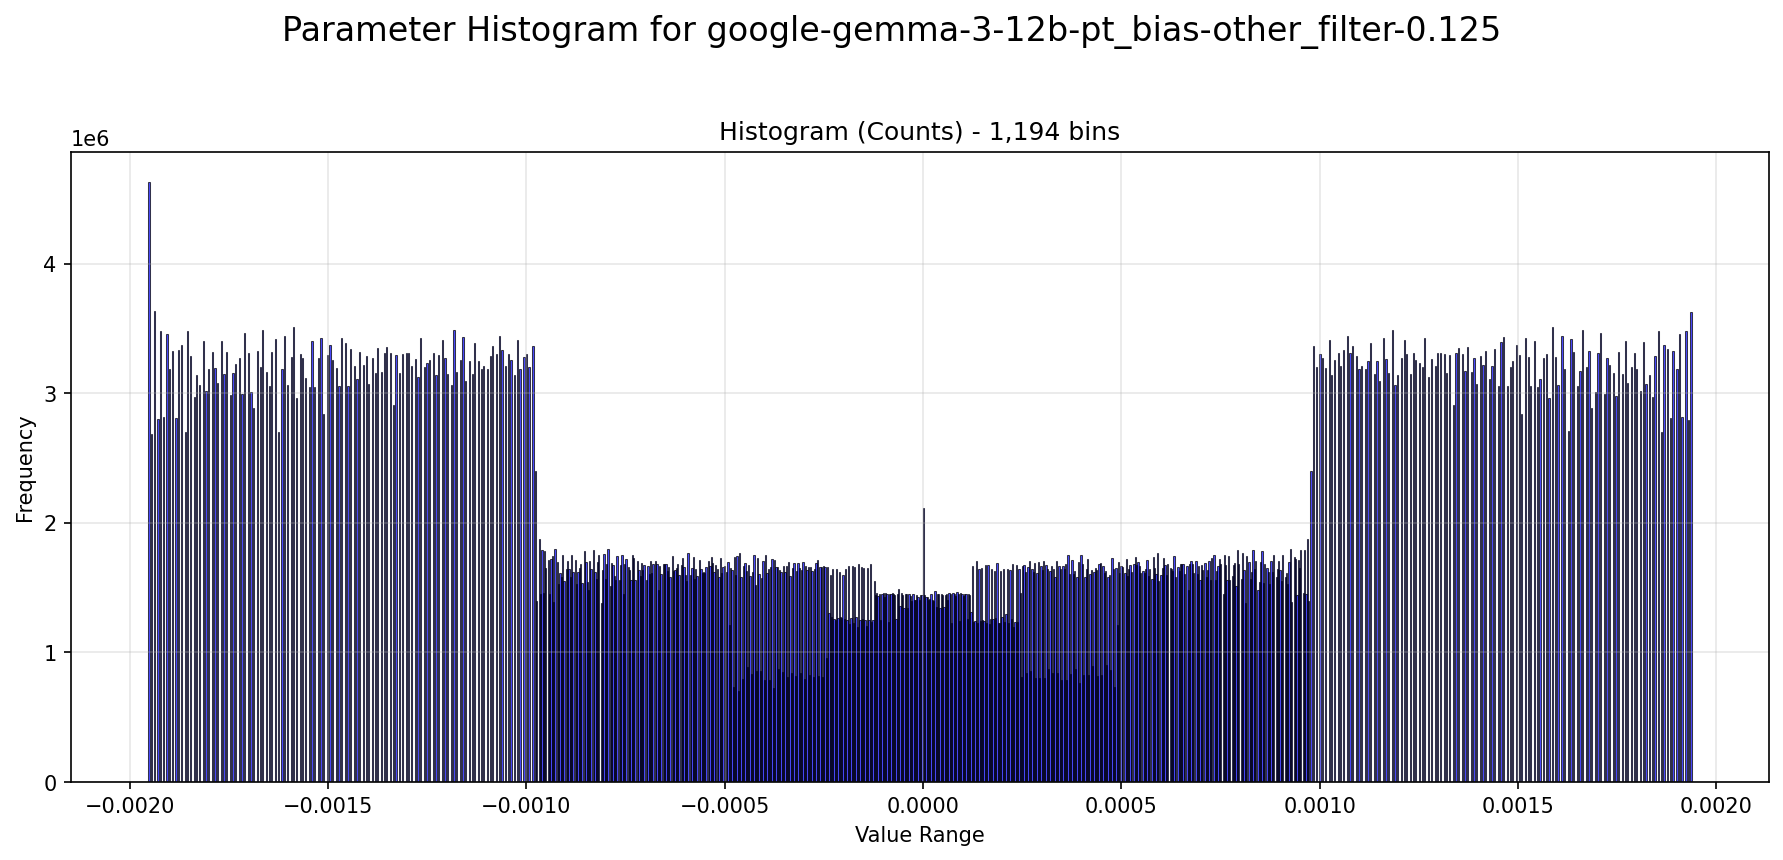 Parameter Histogram for google-gemma-3-12b-pt_bias-other_filter-0.125
Histogram (Counts) - 1,194 bins
1e6
4
3
2
1
0
Frequency
−0.0020 −0.0015 −0.0010 −0.0005 0.0000 0.0005 0.0010 0.0015 0.0020
Value Range